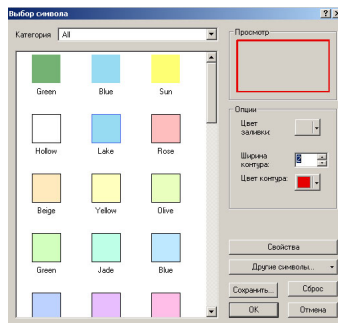 Выбор символа
Категория All
Green Blue Sun
Hollow Lake Rose
Beige Yellow Olive
Green Jade Blue
Просмотр
Опции
Цвет
заливки:
Ширина
контура: 2
Цвет контура:
Свойства
Другие символы...
Сохранить... Сброс
OK Отмена